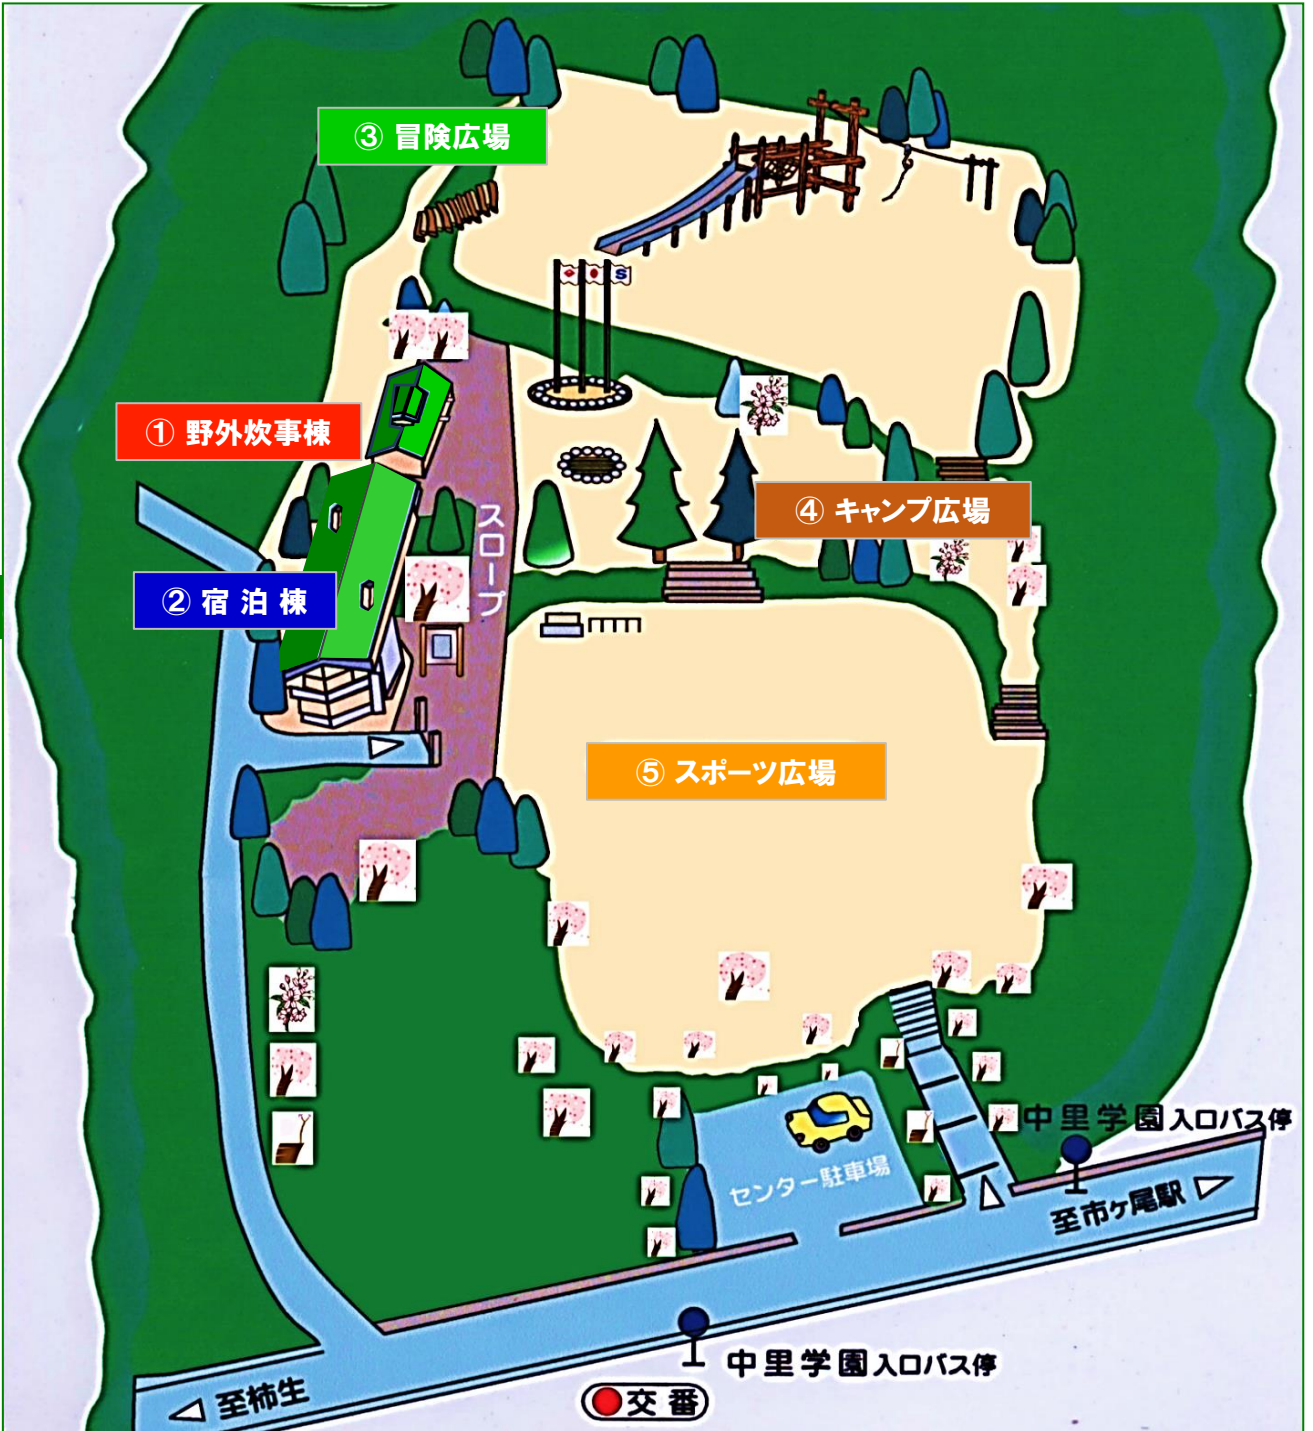 ③ 冒険広場
S
① 野外炊事棟
④ キャンプ広場
スロープ
② 宿泊棟
⑤ スポーツ広場
中里学園入口バス停
センター駐車場
至市ヶ尾駅
中里学園入口バス停
至柿生
交番